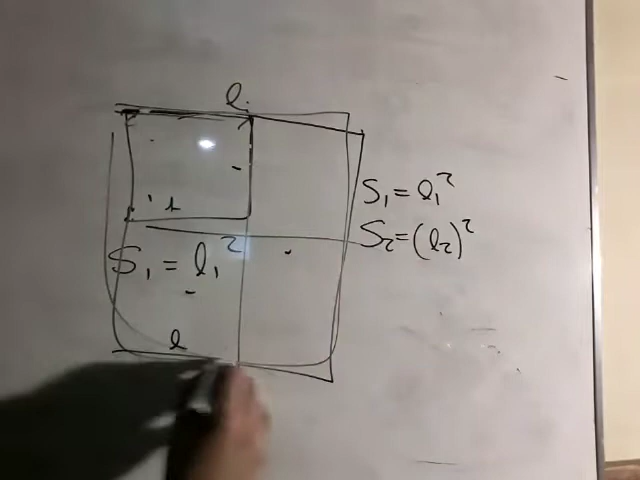 l
1
S₁ = l₁²
S₁ = l₁²
S₂ = (l₂)²
l